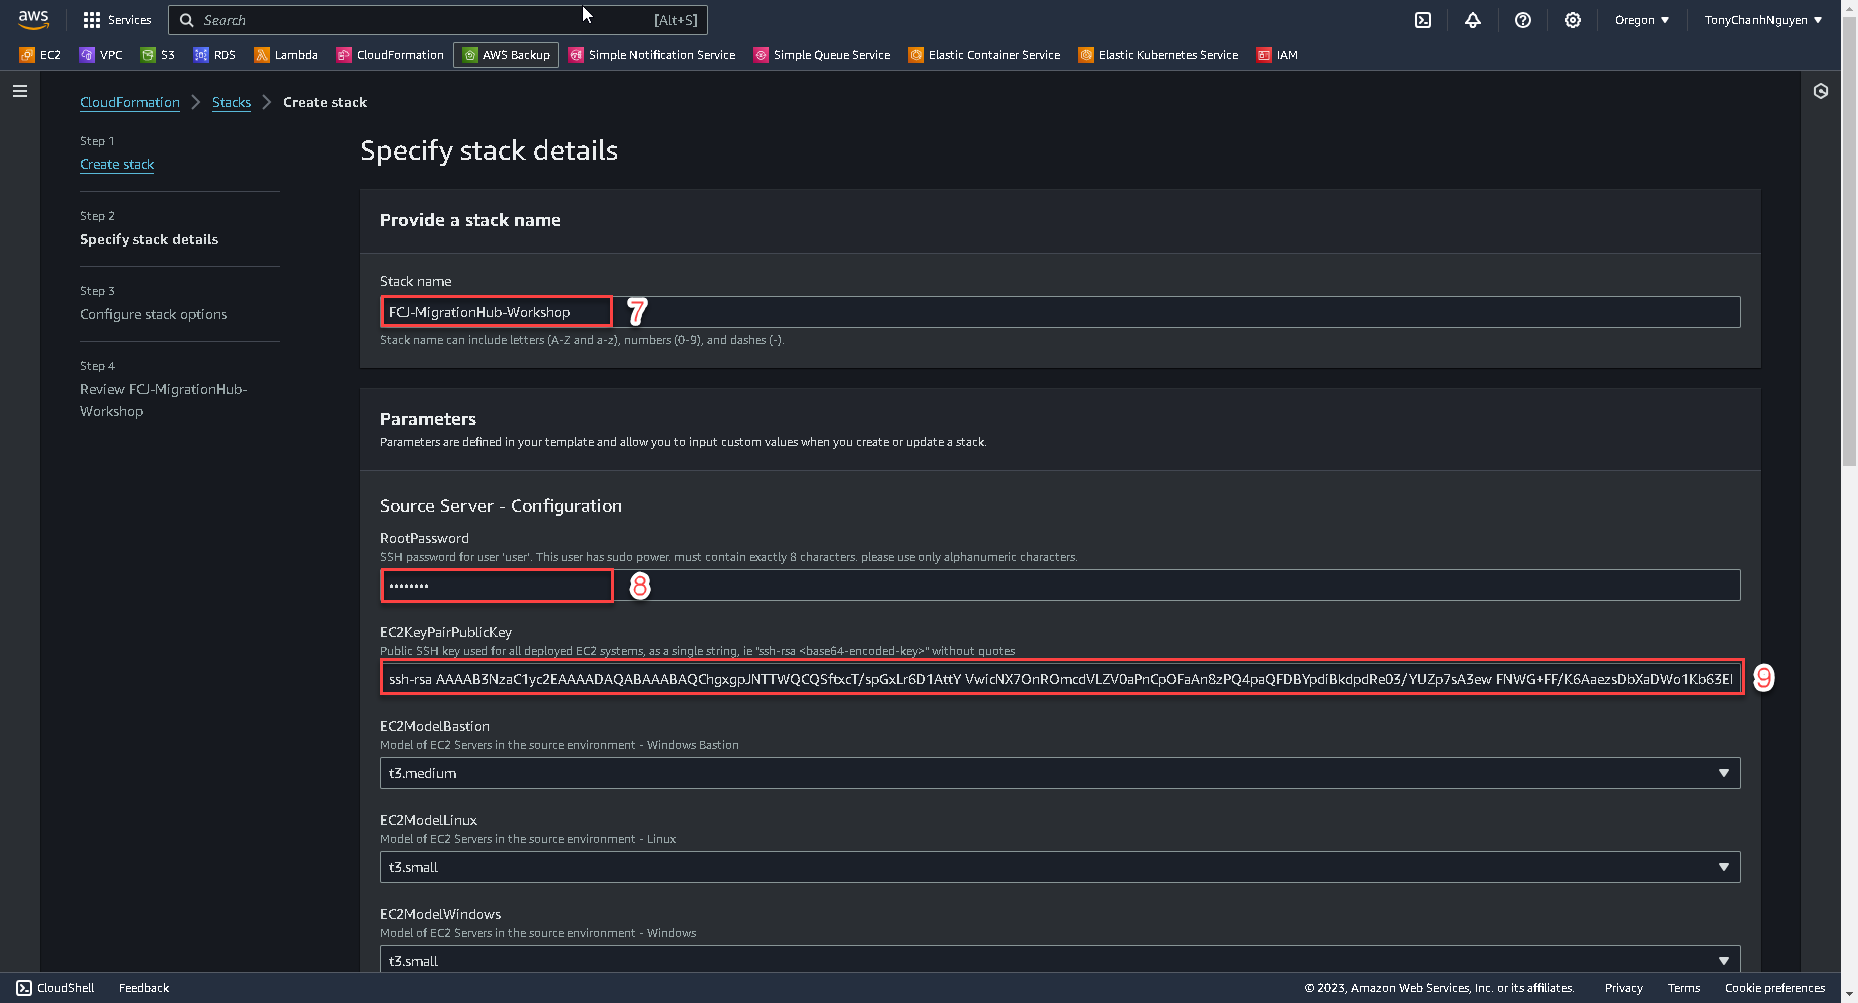 aws
Services
Search
[Alt+S]
Oregon
TonyChanhNguyen
EC2
VPC
S3
RDS
Lambda
CloudFormation
AWS Backup
Simple Notification Service
Simple Queue Service
Elastic Container Service
Elastic Kubernetes Service
IAM
CloudFormation
Stacks
Create stack
Step 1
Create stack
Step 2
Specify stack details
Step 3
Configure stack options
Step 4
Review FCJ-MigrationHub-
Workshop
Specify stack details
Provide a stack name
Stack name
FCJ-MigrationHub-Workshop
7
Stack name can include letters (A-Z and a-z), numbers (0-9), and dashes (-).
Parameters
Parameters are defined in your template and allow you to input custom values when you create or update a stack.
Source Server - Configuration
RootPassword
SSH password for user 'user'. This user has sudo power. must contain exactly 8 characters. please use only alphanumeric characters.
••••••••
8
EC2KeyPairPublicKey
Public SSH key used for all deployed EC2 systems, as a single string, ie "ssh-rsa <base64-encoded-key>" without quotes
ssh-rsa AAAAB3NzaC1yc2EAAAADAQABAAABAQChgxgpJNTTWQCQSftxcT/spGxLr6D1AttY VwicNX7OnROmcdVLZV0aPnCpOFaAn8zPQ4paQFDBYpdiBkdpdRe03/YUZp7sA3ew FNWG+FF/K6AaezsDbXaDWo1Kb63El
9
EC2ModelBastion
Model of EC2 Servers in the source environment - Windows Bastion
t3.medium
EC2ModelLinux
Model of EC2 Servers in the source environment - Linux
t3.small
EC2ModelWindows
Model of EC2 Servers in the source environment - Windows
t3.small
CloudShell
Feedback
© 2023, Amazon Web Services, Inc. or its affiliates.
Privacy
Terms
Cookie preferences